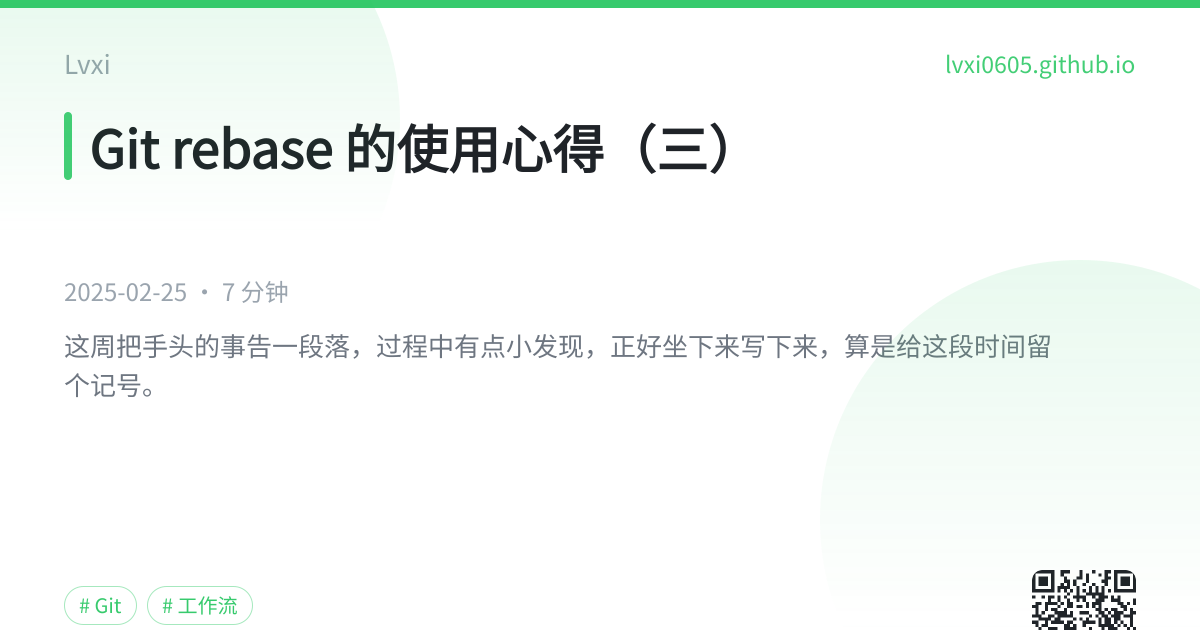 Lvxi
lvxi0605.github.io
Git rebase 的使用心得（三）
2025-02-25 · 7 分钟
这周把手头的事告一段落，过程中有点小发现，正好坐下来写下来，算是给这段时间留
个记号。
# Git
# 工作流